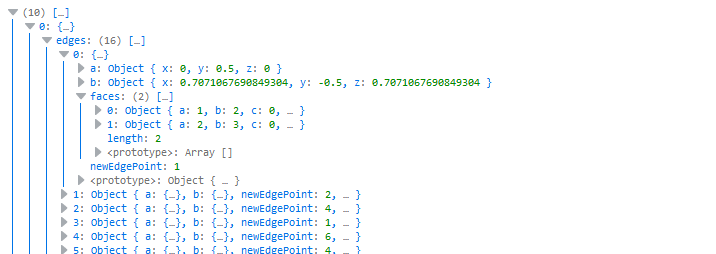 (10) […]
0: {…}
edges: (16) […]
0: {…}
a: Object { x: 0, y: 0.5, z: 0 }
b: Object { x: 0.7071067690849304, y: -0.5, z: 0.7071067690849304 }
faces: (2) […]
0: Object { a: 1, b: 2, c: 0, … }
1: Object { a: 2, b: 3, c: 0, … }
length: 2
<prototype>: Array []
newEdgePoint: 1
<prototype>: Object { … }
1: Object { a: {…}, b: {…}, newEdgePoint: 2, … }
2: Object { a: {…}, b: {…}, newEdgePoint: 4, … }
3: Object { a: {…}, b: {…}, newEdgePoint: 1, … }
4: Object { a: {…}, b: {…}, newEdgePoint: 6, … }
5: Object { a: {…}, b: {…}, newEdgePoint: 4, … }